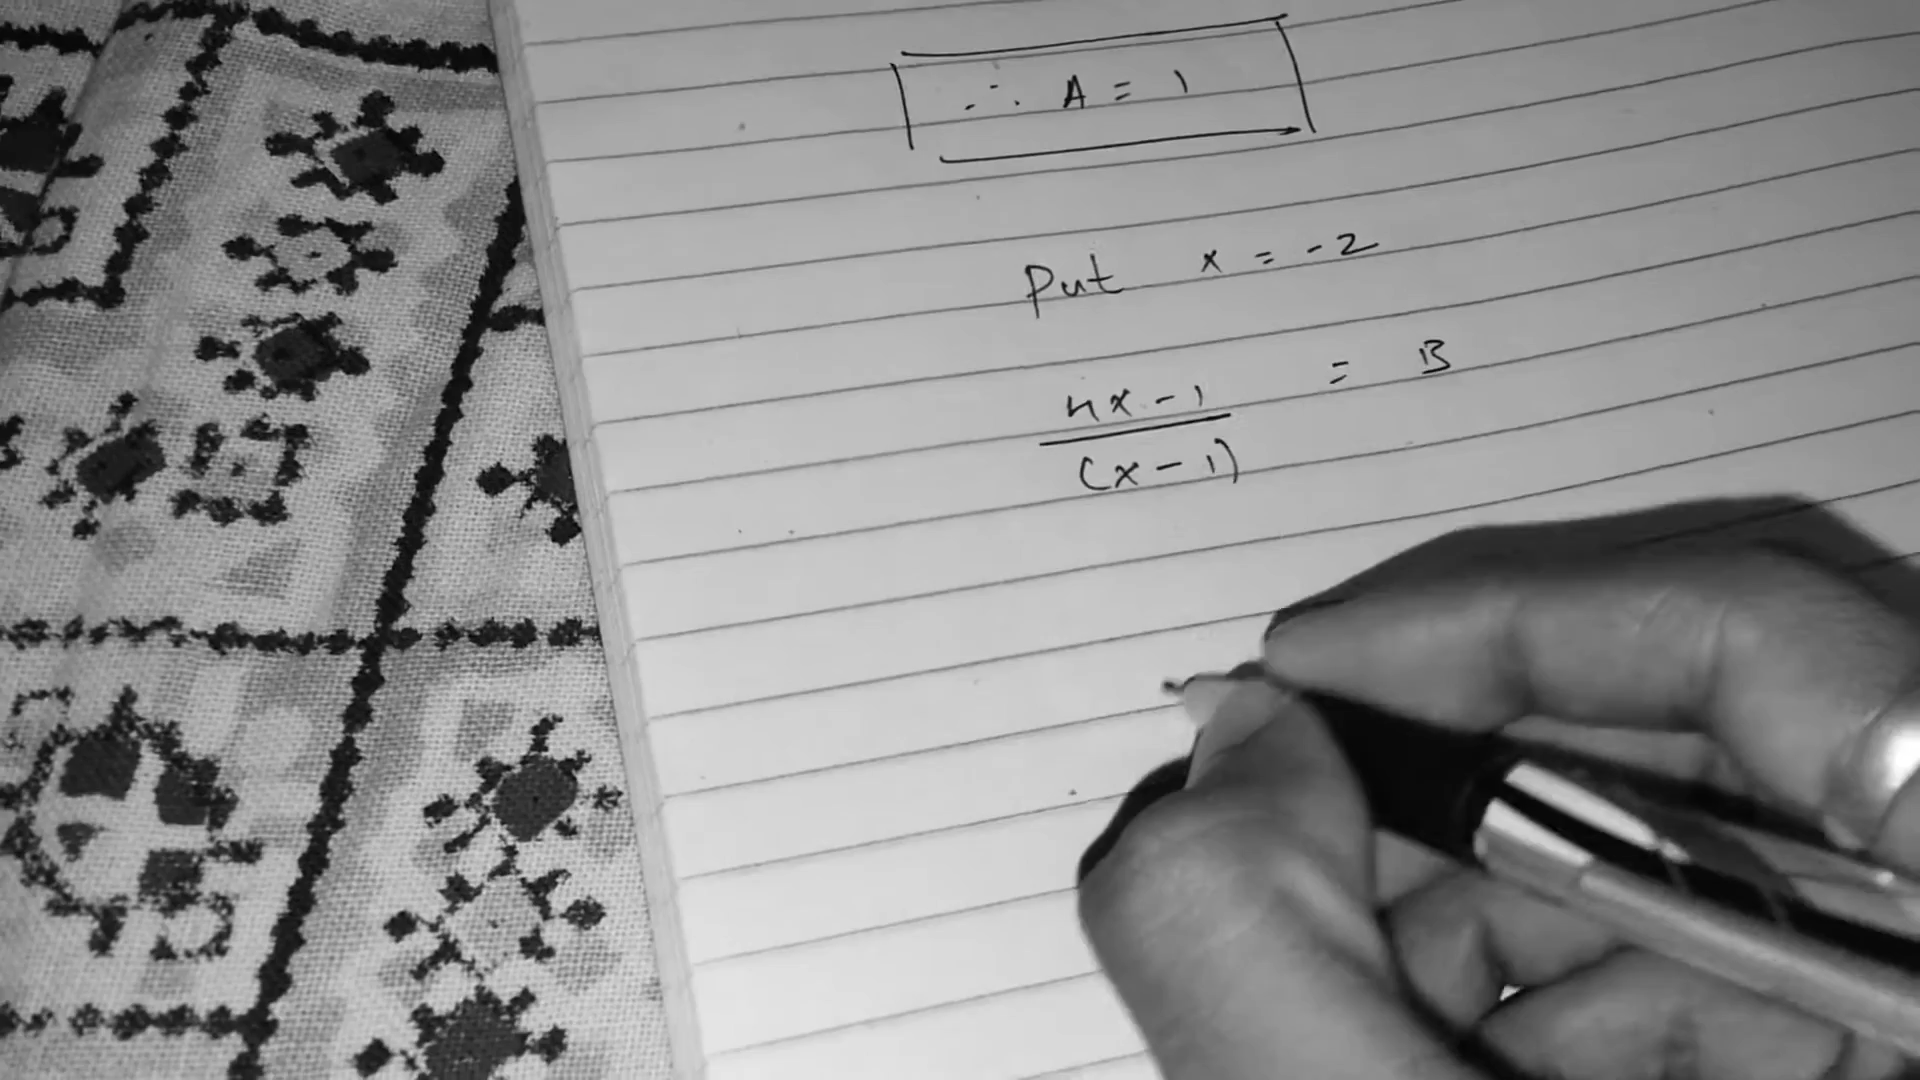 ∴ A = 1
Put x = -2
4x - 1 = B
(x - 1)